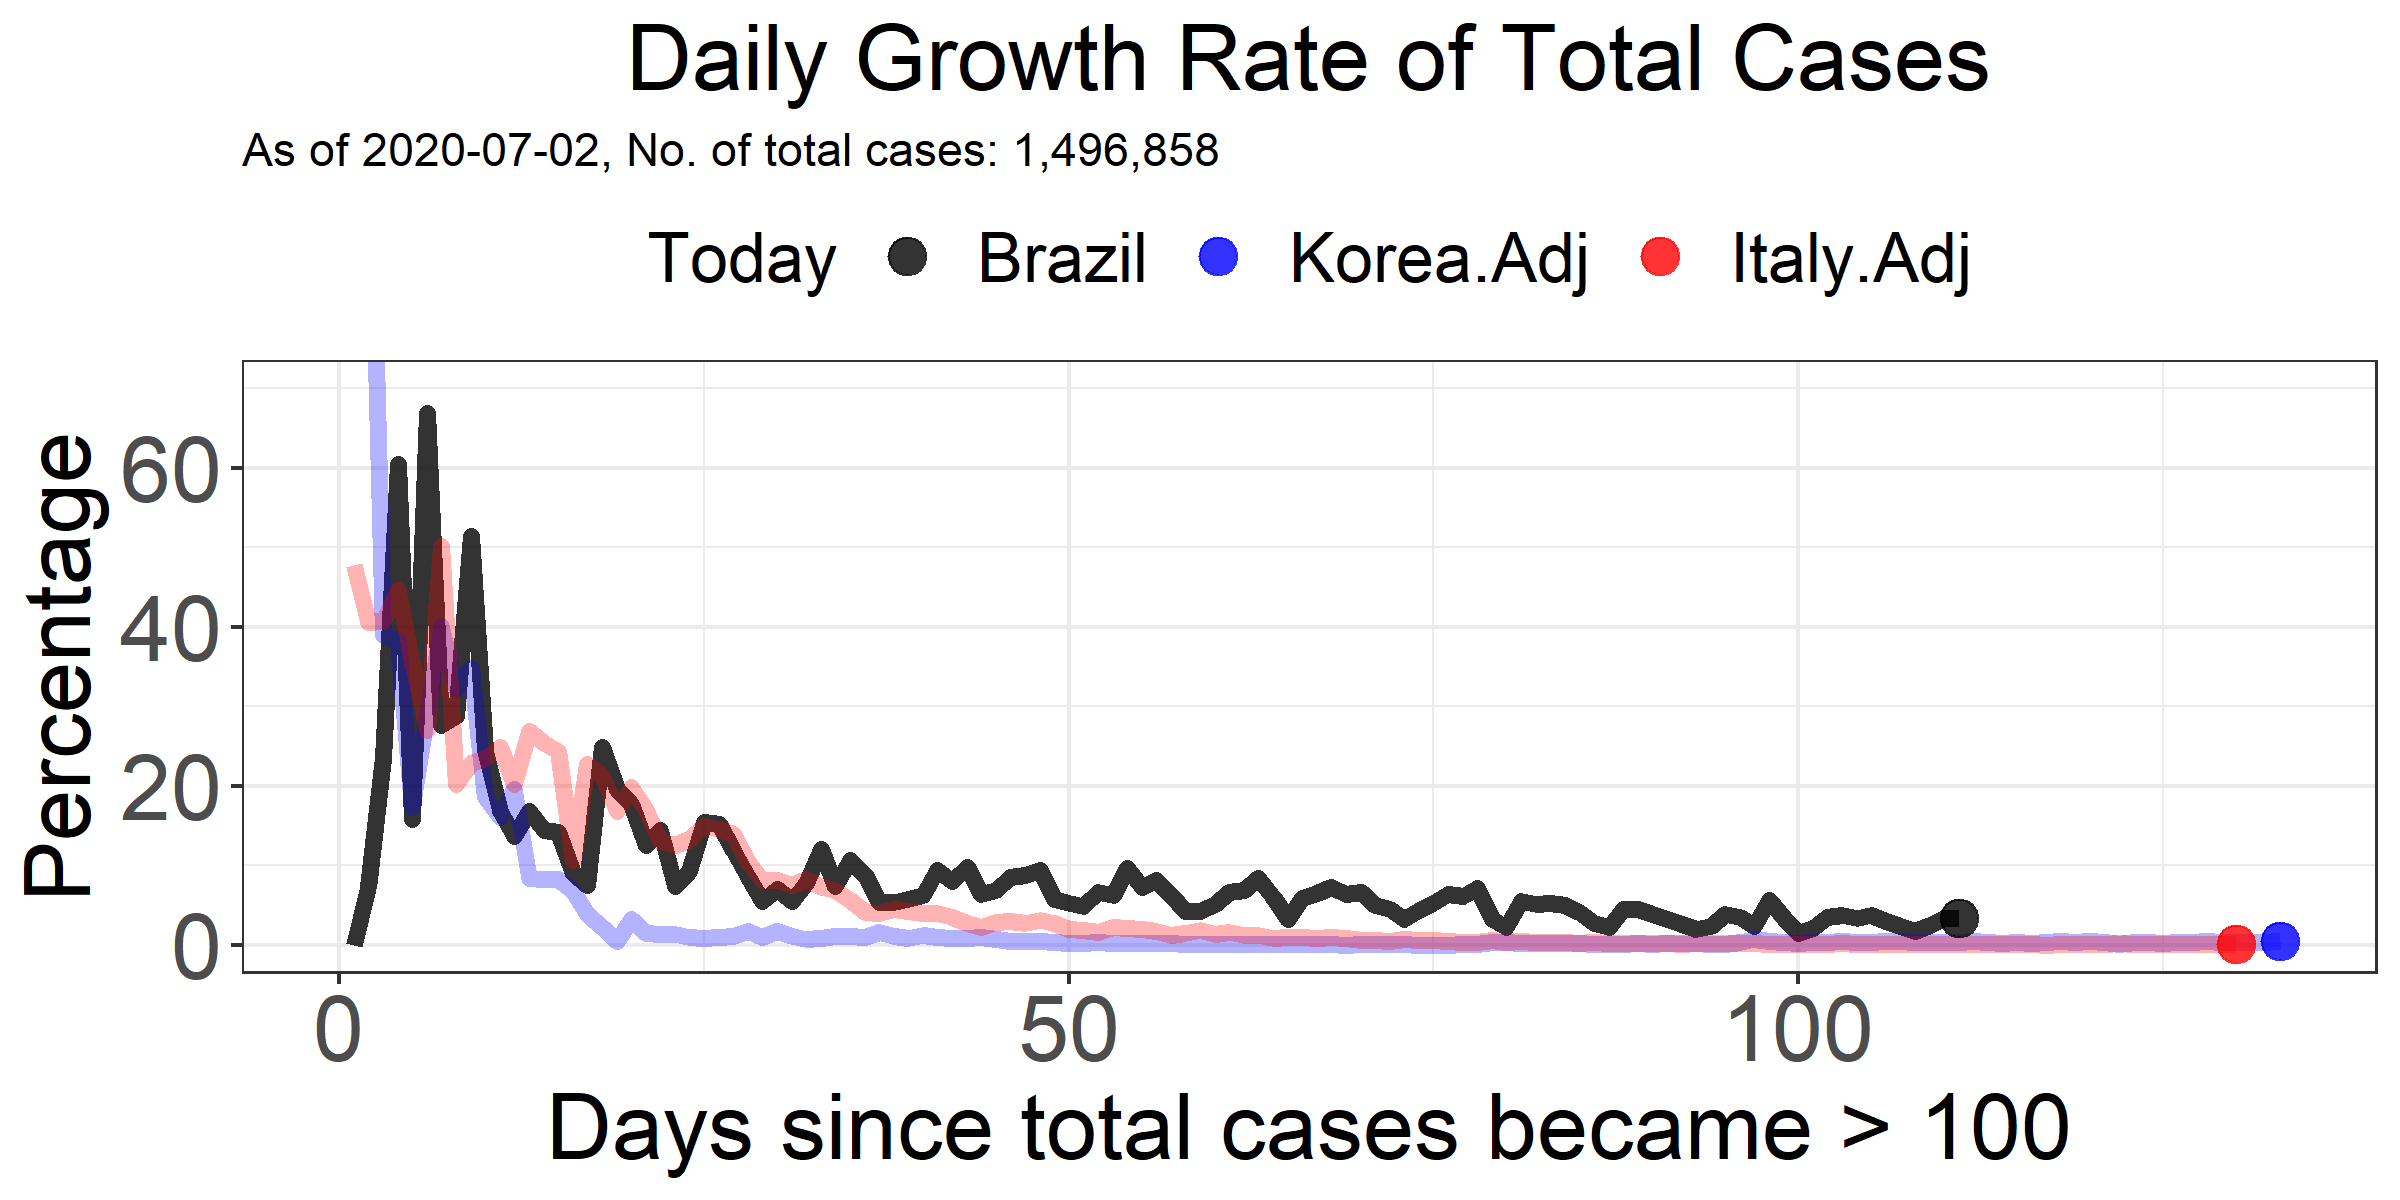 Daily Growth Rate of Total Cases
As of 2020-07-02, No. of total cases: 1,496,858
Today Brazil Korea.Adj Italy.Adj
Percentage
60
40
20
0
0 50 100
Days since total cases became > 100